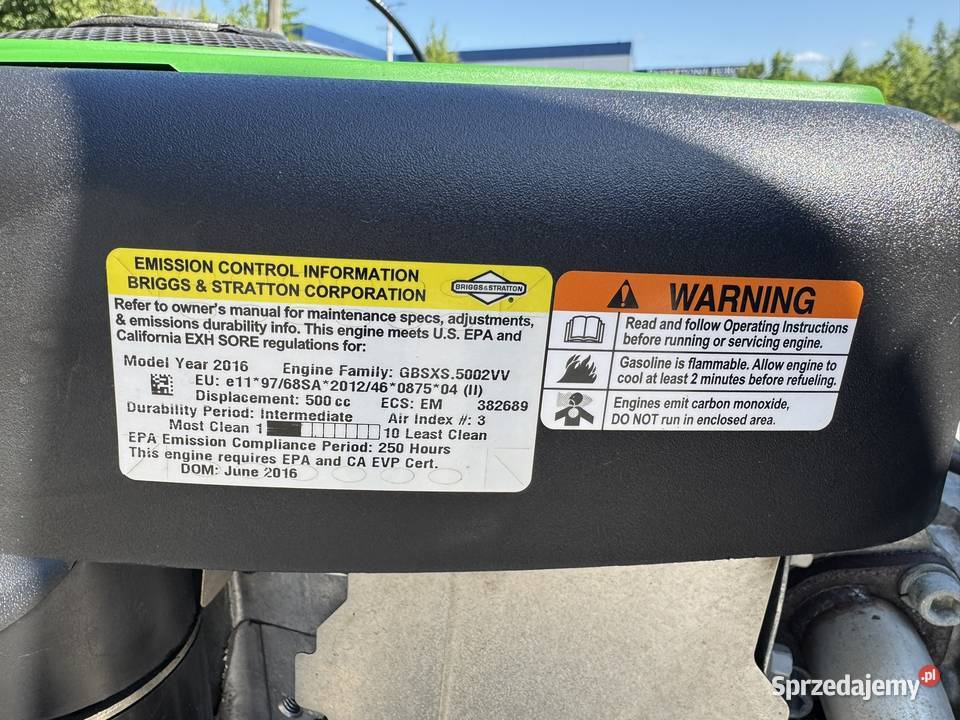 EMISSION CONTROL INFORMATION
BRIGGS & STRATTON CORPORATION
BRIGGS & STRATTON
Refer to owner's manual for maintenance specs, adjustments,
& emissions durability info. This engine meets U.S. EPA and
California EXH SORE regulations for:
Model Year 2016 Engine Family: GBSXS.5002VV
EU: e11*97/68SA*2012/46*0875*04 (II)
Displacement: 500 cc ECS: EM 382689
Durability Period: Intermediate Air Index #: 3
Most Clean 1 10 Least Clean
EPA Emission Compliance Period: 250 Hours
This engine requires EPA and CA EVP Cert.
DOM: June 2016
WARNING
Read and follow Operating Instructions
before running or servicing engine.
Gasoline is flammable. Allow engine to
cool at least 2 minutes before refueling.
Engines emit carbon monoxide,
DO NOT run in enclosed area.
Sprzedajemy.pl